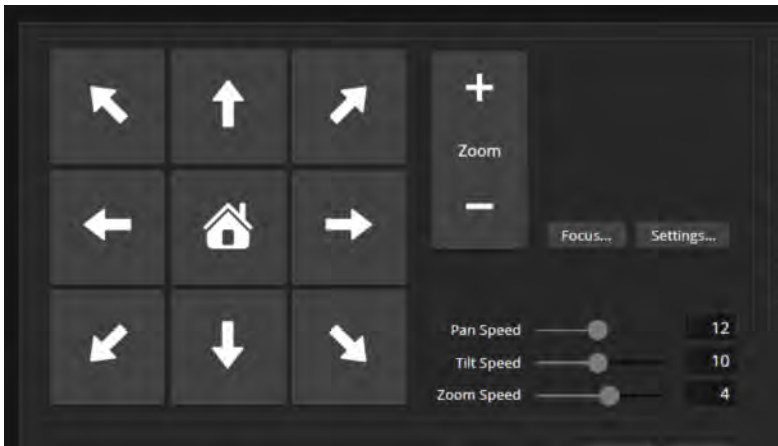 +
Zoom
−
Focus... Settings...
Pan Speed 12
Tilt Speed 10
Zoom Speed 4